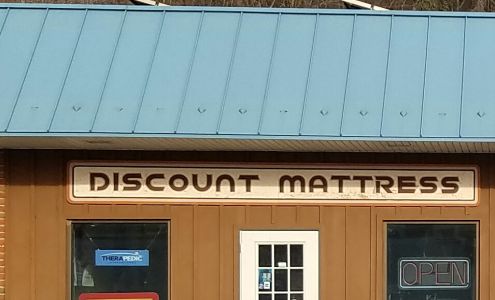 DISCOUNT MATTRESS
THERAPEDIC
OPEN